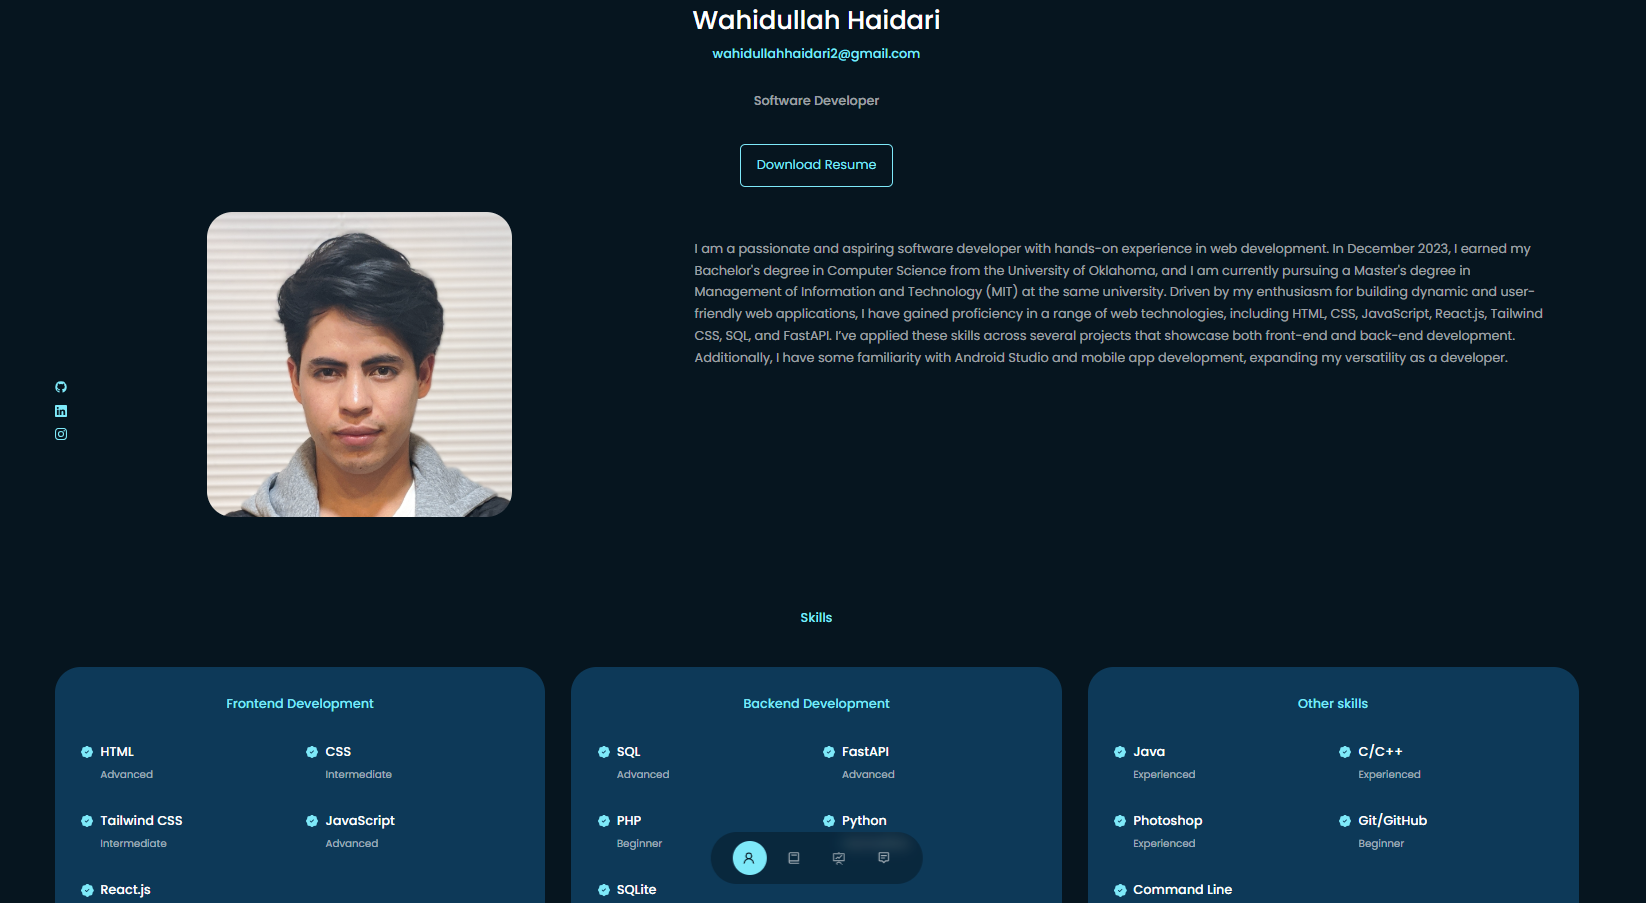 Wahidullah Haidari
wahidullahhaidari2@gmail.com
Software Developer
Download Resume
I am a passionate and aspiring software developer with hands-on experience in web development. In December 2023, I earned my
Bachelor's degree in Computer Science from the University of Oklahoma, and I am currently pursuing a Master's degree in
Management of Information and Technology (MIT) at the same university. Driven by my enthusiasm for building dynamic and user-
friendly web applications, I have gained proficiency in a range of web technologies, including HTML, CSS, JavaScript, React.js, Tailwind
CSS, SQL, and FastAPI. I’ve applied these skills across several projects that showcase both front-end and back-end development.
Additionally, I have some familiarity with Android Studio and mobile app development, expanding my versatility as a developer.
Skills
Frontend Development
HTML
Advanced
CSS
Intermediate
Tailwind CSS
Intermediate
JavaScript
Advanced
React.js
Backend Development
SQL
Advanced
FastAPI
Advanced
PHP
Beginner
Python
SQLite
Other skills
Java
Experienced
C/C++
Experienced
Photoshop
Experienced
Git/GitHub
Beginner
Command Line